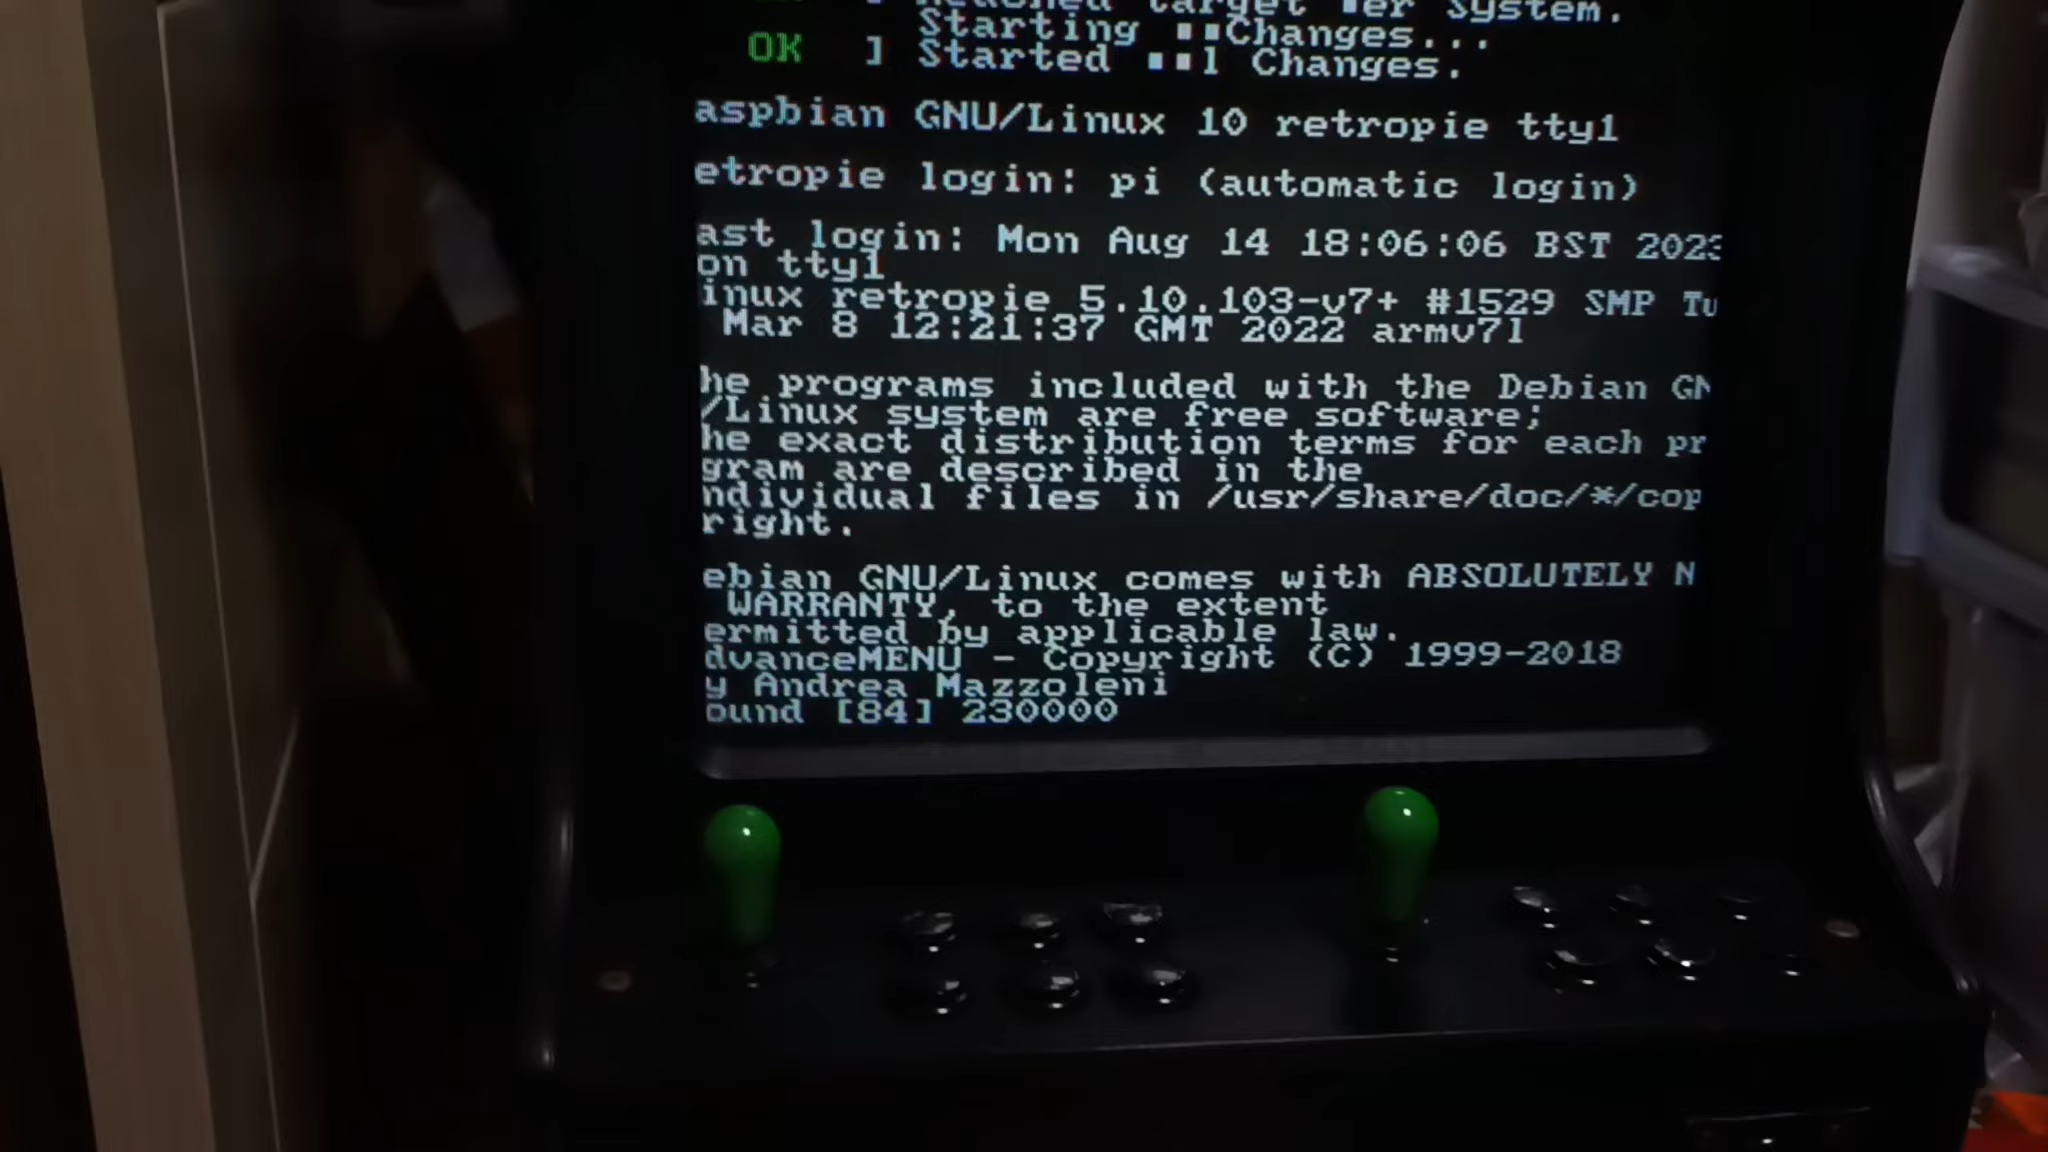 target ▪er System.
Starting ▪▪Changes...
OK ] Started ▪▪l Changes.
aspbian GNU/Linux 10 retropie tty1
etropie login: pi (automatic login)
ast login: Mon Aug 14 18:06:06 BST 2023
on tty1
inux retropie 5.10.103-v7+ #1529 SMP Tu
Mar 8 12:21:37 GMT 2022 armv7l
he programs included with the Debian GN
/Linux system are free software;
he exact distribution terms for each pr
gram are described in the
ndividual files in /usr/share/doc/*/cop
right.
ebian GNU/Linux comes with ABSOLUTELY N
WARRANTY, to the extent
ermitted by applicable law.
dvanceMENU - Copyright (C) 1999-2018
y Andrea Mazzoleni
ound [84] 230000